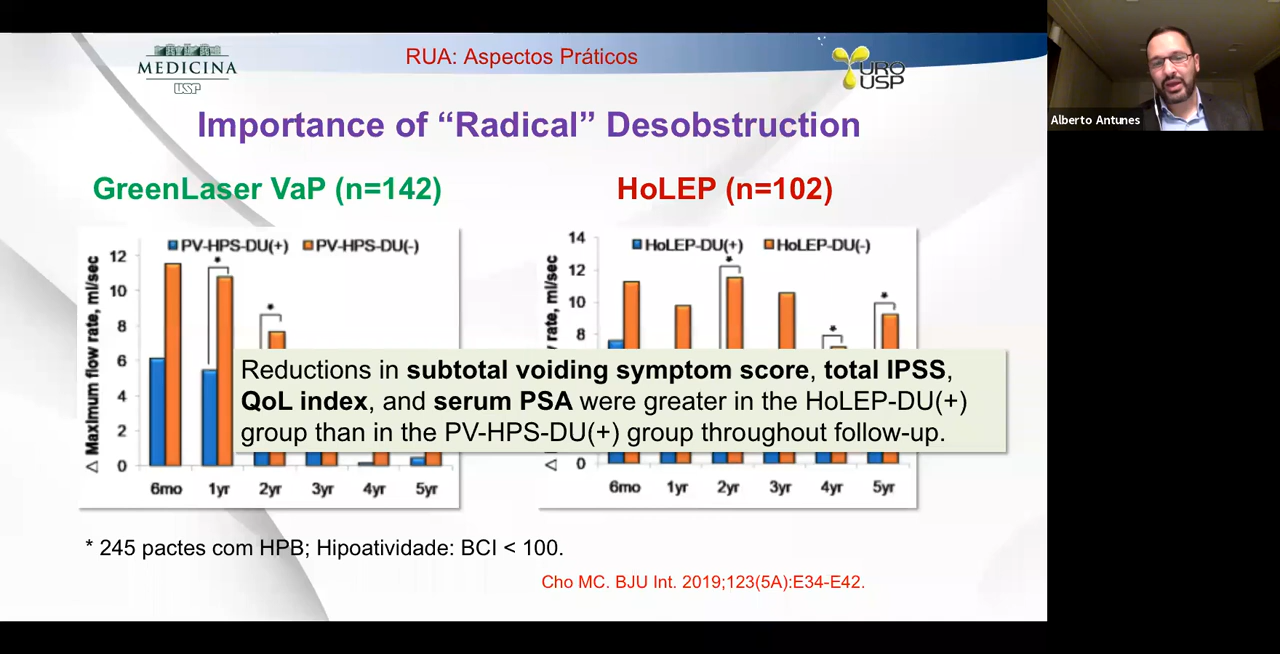 MEDICINA
USP
RUA: Aspectos Práticos
URO
USP
Alberto Antunes
Importance of “Radical” Desobstruction
GreenLaser VaP (n=142)
HoLEP (n=102)
PV-HPS-DU(+) PV-HPS-DU(-)
△ Maximum flow rate, ml/sec
12
10
8
6
4
2
0
6mo 1yr 2yr 3yr 4yr 5yr
* *
HoLEP-DU(+) HoLEP-DU(-)
rate, ml/sec
14
12
10
8
0
△
6mo 1yr 2yr 3yr 4yr 5yr
* * *
Reductions in subtotal voiding symptom score, total IPSS,
QoL index, and serum PSA were greater in the HoLEP-DU(+)
group than in the PV-HPS-DU(+) group throughout follow-up.
* 245 pactes com HPB; Hipoatividade: BCI < 100.
Cho MC. BJU Int. 2019;123(5A):E34-E42.